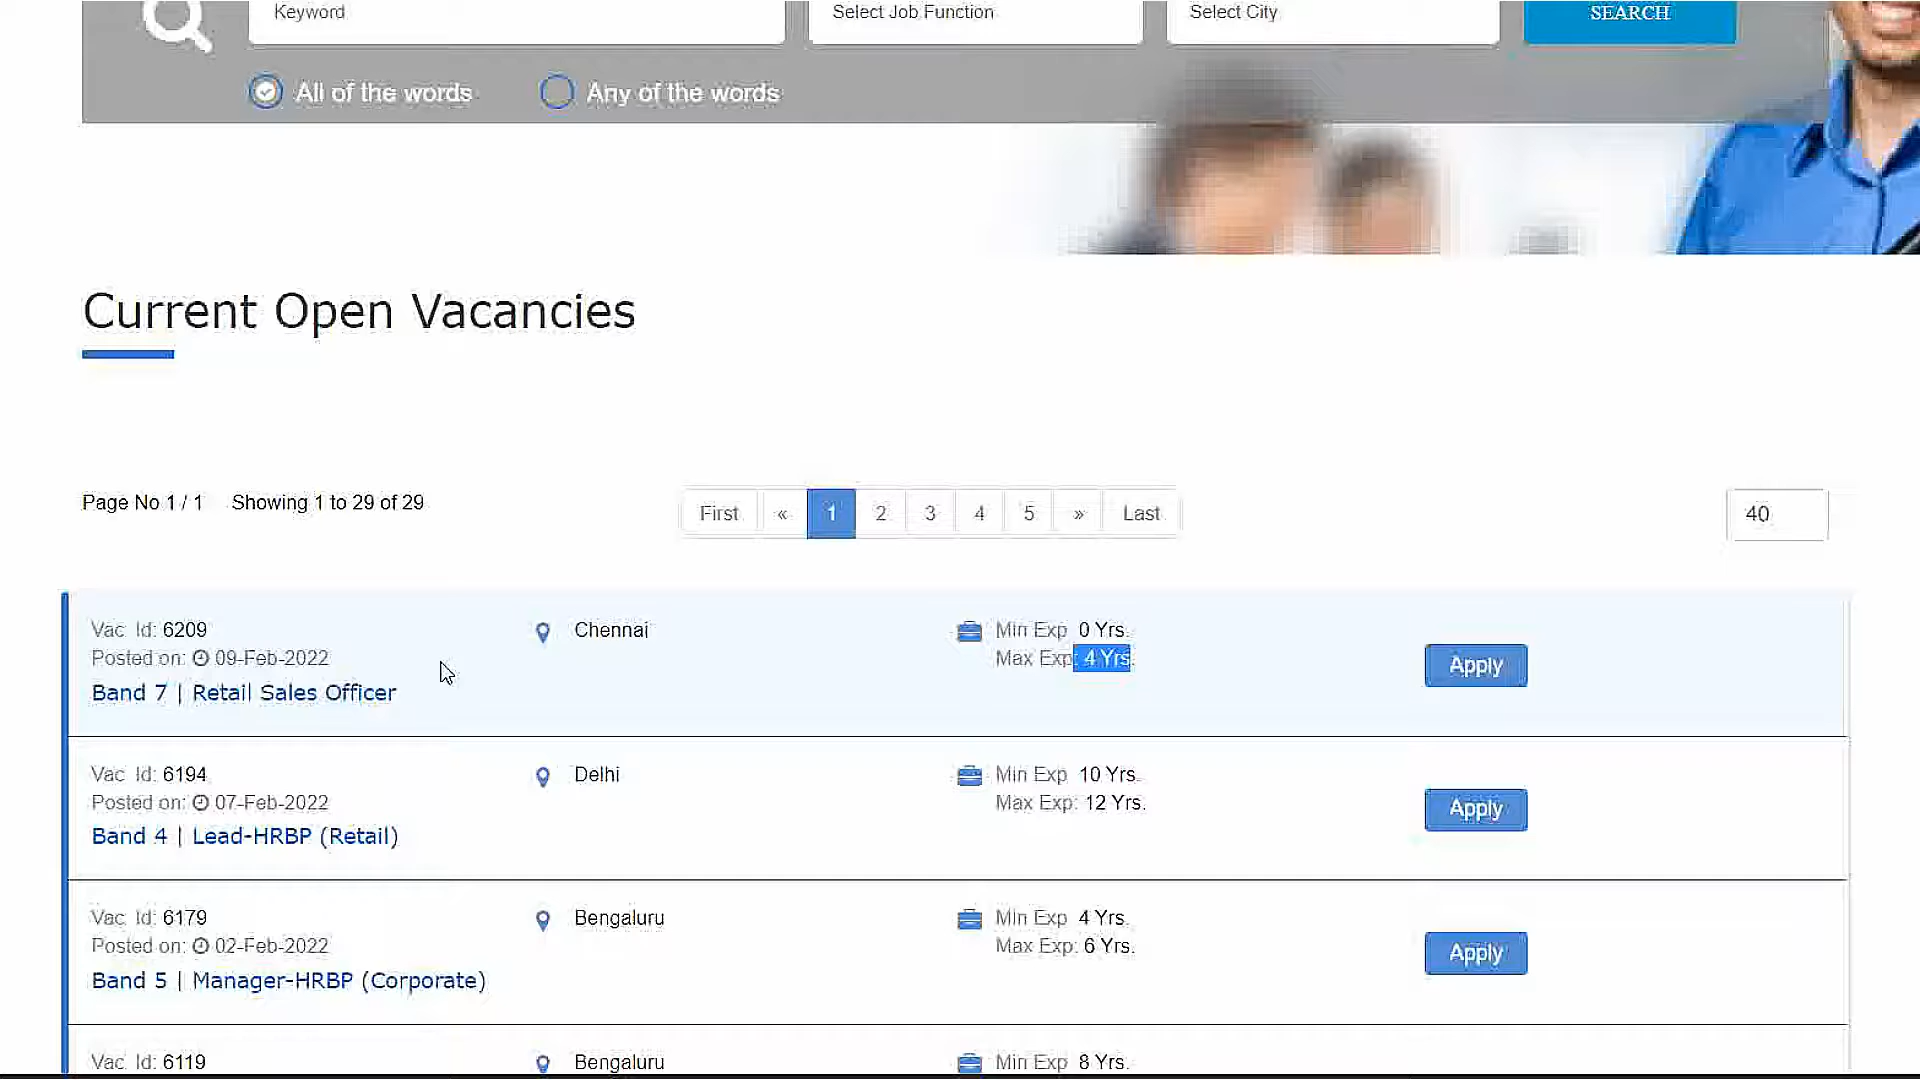 Keyword Select Job Function Select City SEARCH
All of the words Any of the words
Current Open Vacancies
Page No 1 / 1 Showing 1 to 29 of 29 First « 1 2 3 4 5 » Last 40
Vac Id: 6209 Chennai Min Exp 0 Yrs.
Posted on: 09-Feb-2022 Max Exp: 4 Yrs. Apply
Band 7 | Retail Sales Officer
Vac Id: 6194 Delhi Min Exp 10 Yrs.
Posted on: 07-Feb-2022 Max Exp: 12 Yrs. Apply
Band 4 | Lead-HRBP (Retail)
Vac Id: 6179 Bengaluru Min Exp 4 Yrs.
Posted on: 02-Feb-2022 Max Exp: 6 Yrs. Apply
Band 5 | Manager-HRBP (Corporate)
Vac Id: 6119 Bengaluru Min Exp 8 Yrs.